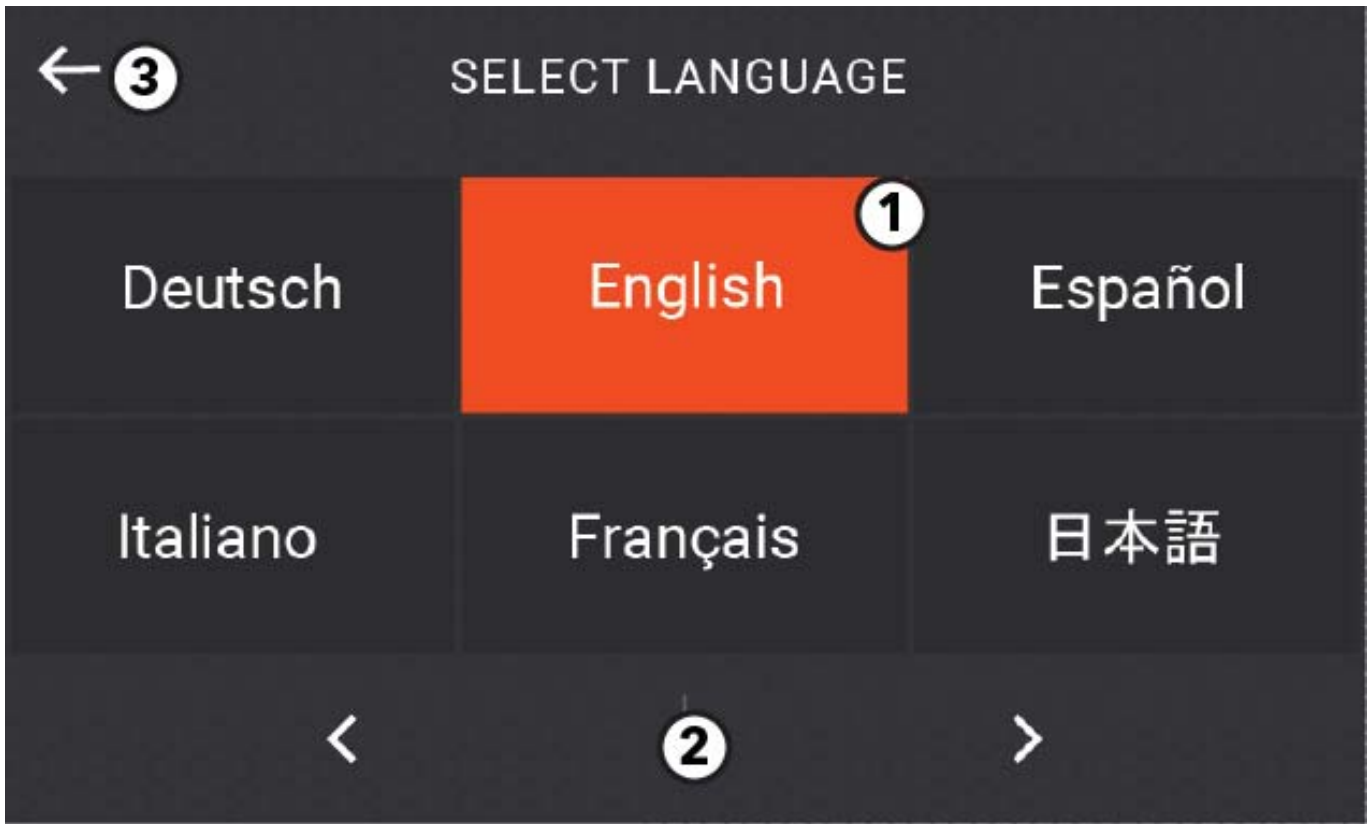 ← 3 SELECT LANGUAGE
1
Deutsch English Español
Italiano Français 日本語
< 2 >